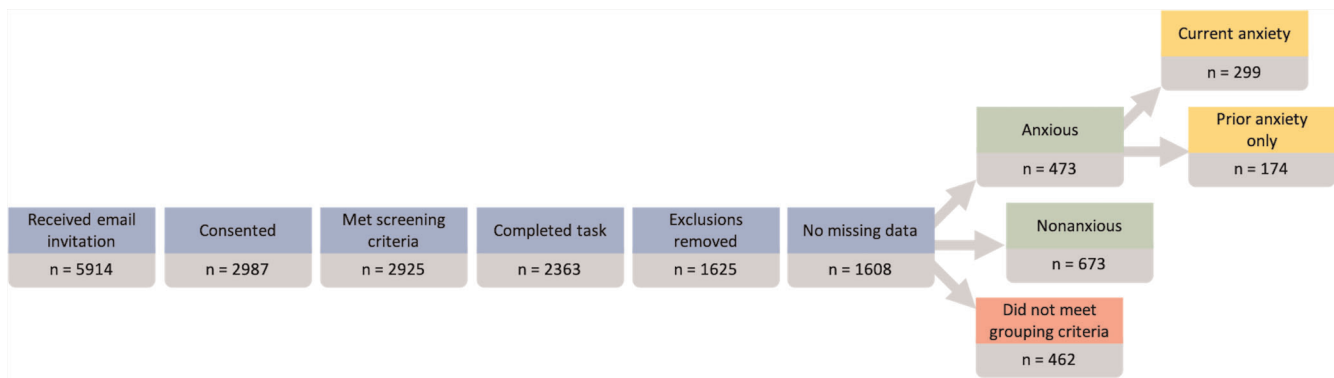 Received email
invitation
n = 5914
Consented
n = 2987
Met screening
criteria
n = 2925
Completed task
n = 2363
Exclusions
removed
n = 1625
No missing data
n = 1608
Anxious
n = 473
Current anxiety
n = 299
Prior anxiety
only
n = 174
Nonanxious
n = 673
Did not meet
grouping criteria
n = 462